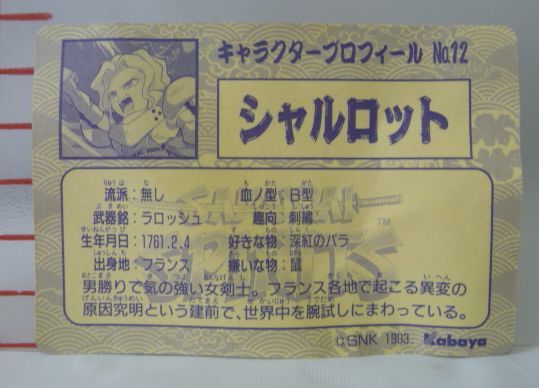 キャラクタープロフィール No.12
シャルロット
流派:無し 血ノ型:B型
武器銘:ラロッシュ 趣向:刺繍
生年月日:1761.2.4 好きな物:深紅のバラ
出身地:フランス 嫌いな物:鼠
男勝りで気の強い女剣士。フランス各地で起こる異変の
原因究明という建前で、世界中を腕試しにまわっている。
SAMURAI
SPIRITS
TM
©SNK 1993. Kabaya